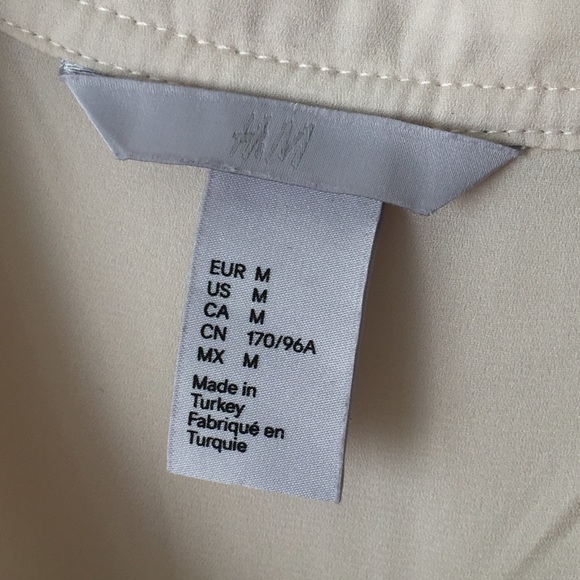 H&M
EUR M
US M
CA M
CN 170/96A
MX M
Made in
Turkey
Fabriqué en
Turquie